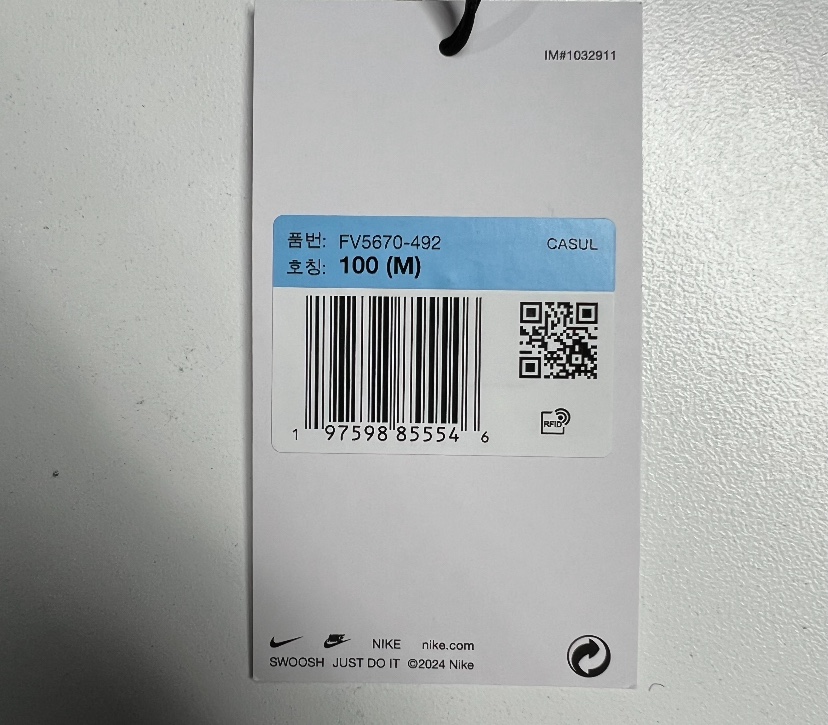 IM#1032911
품번: FV5670-492 CASUL
호칭: 100 (M)
1 97598 85554 6
RFID
NIKE nike.com
SWOOSH JUST DO IT ©2024 Nike